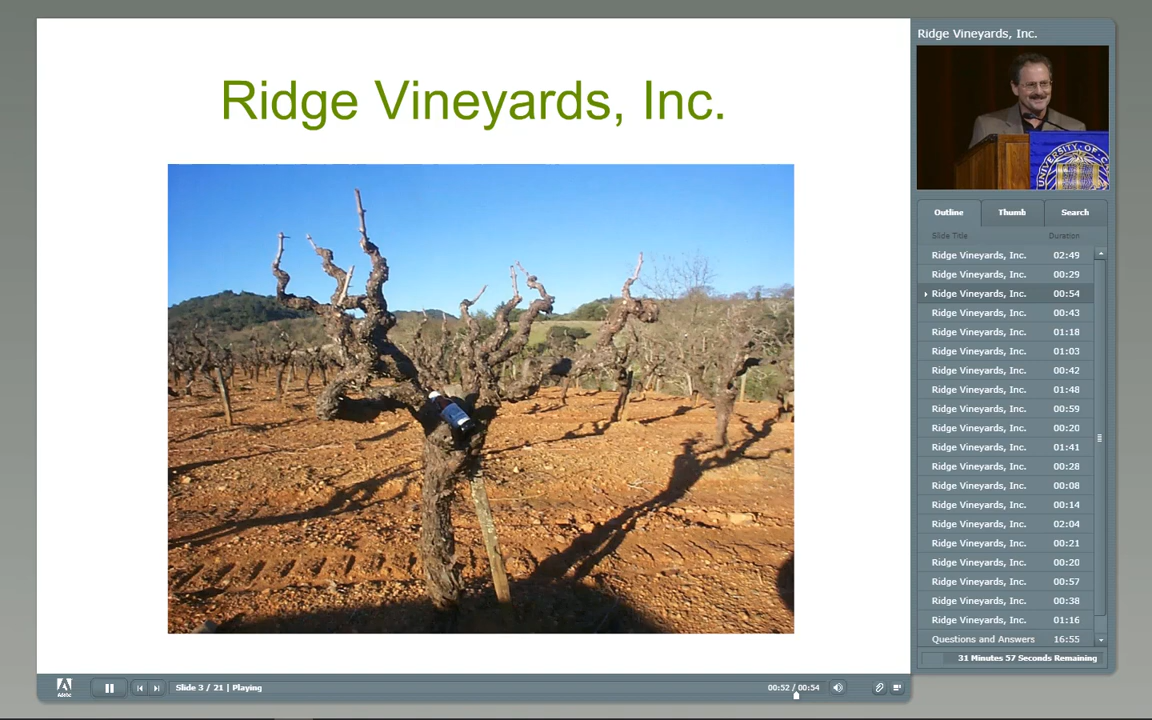 Ridge Vineyards, Inc.
Ridge Vineyards, Inc.
UNIVERSITY OF CA
Outline Thumb Search
Slide Title Duration
Ridge Vineyards, Inc. 02:49
Ridge Vineyards, Inc. 00:29
Ridge Vineyards, Inc. 00:54
Ridge Vineyards, Inc. 00:43
Ridge Vineyards, Inc. 01:18
Ridge Vineyards, Inc. 01:03
Ridge Vineyards, Inc. 00:42
Ridge Vineyards, Inc. 01:48
Ridge Vineyards, Inc. 00:59
Ridge Vineyards, Inc. 00:20
Ridge Vineyards, Inc. 01:41
Ridge Vineyards, Inc. 00:28
Ridge Vineyards, Inc. 00:08
Ridge Vineyards, Inc. 00:14
Ridge Vineyards, Inc. 02:04
Ridge Vineyards, Inc. 00:21
Ridge Vineyards, Inc. 00:20
Ridge Vineyards, Inc. 00:57
Ridge Vineyards, Inc. 00:38
Ridge Vineyards, Inc. 01:16
Questions and Answers 16:55
31 Minutes 57 Seconds Remaining
Adobe
Slide 3 / 21 | Playing
00:52 / 00:54